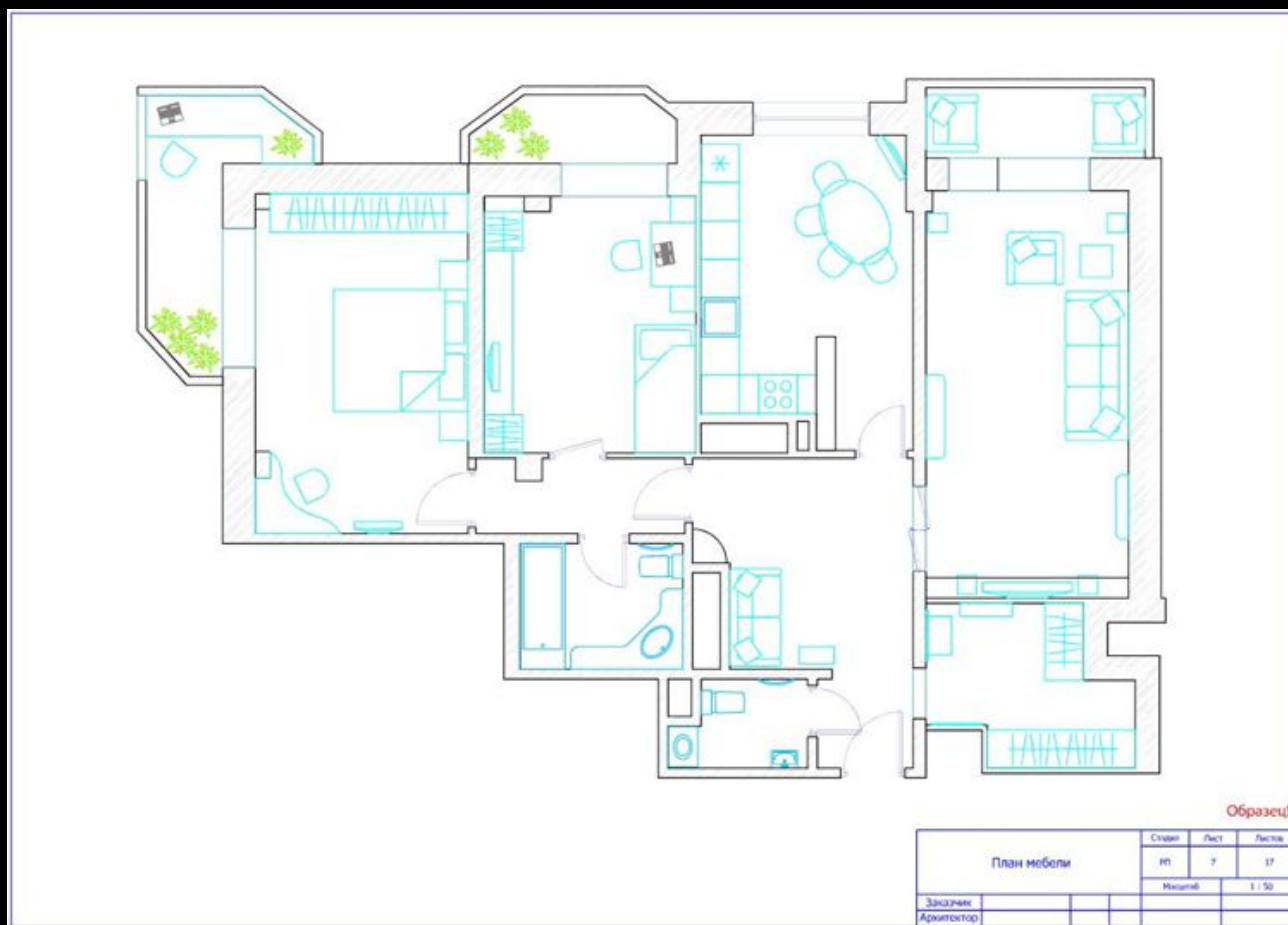 Образец!
План мебели
Стадия Лист Листов
РП 7 17
Масштаб 1 : 50
Заказчик
Архитектор